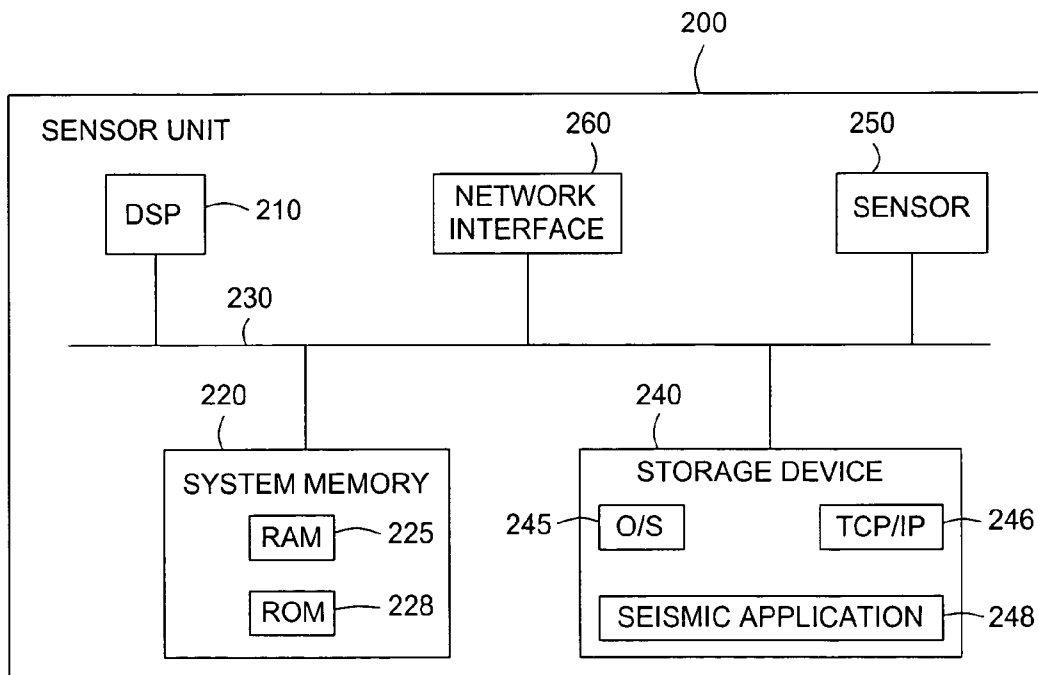 200
SENSOR UNIT
260
250
DSP
210
NETWORK
INTERFACE
SENSOR
230
220
240
SYSTEM MEMORY
STORAGE DEVICE
RAM
225
245
O/S
TCP/IP
246
ROM
228
SEISMIC APPLICATION
248